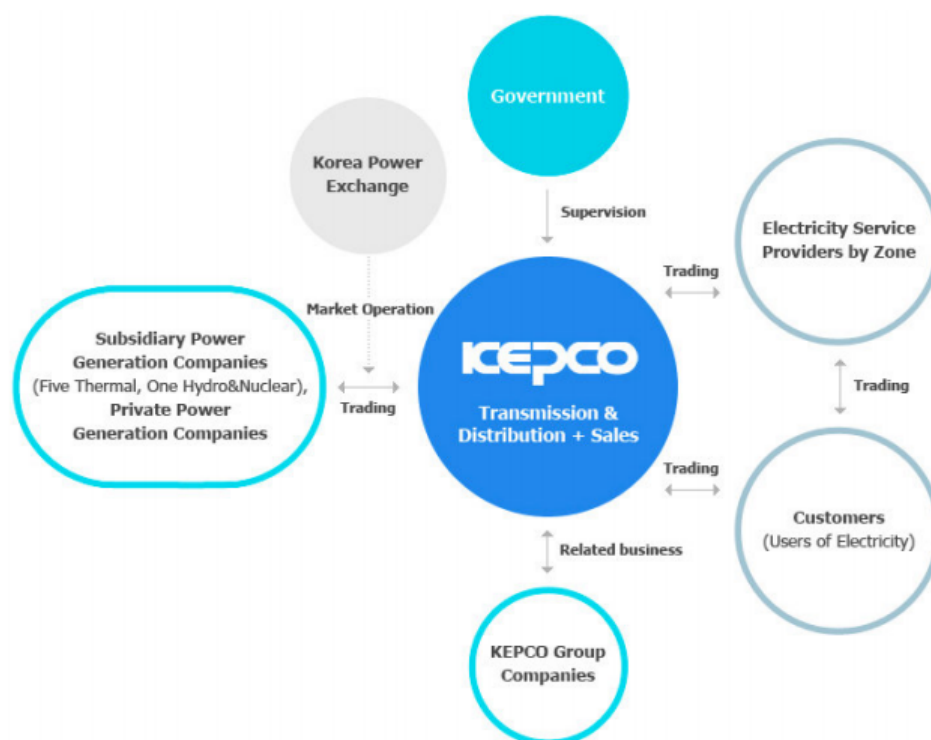 Government
Korea Power
Exchange
Supervision
Electricity Service
Providers by Zone
Trading
Market Operation
Subsidiary Power
Generation Companies
(Five Thermal, One Hydro&Nuclear),
Private Power
Generation Companies
Trading
KEPCO
Transmission &
Distribution + Sales
Trading
Trading
Customers
(Users of Electricity)
Related business
KEPCO Group
Companies